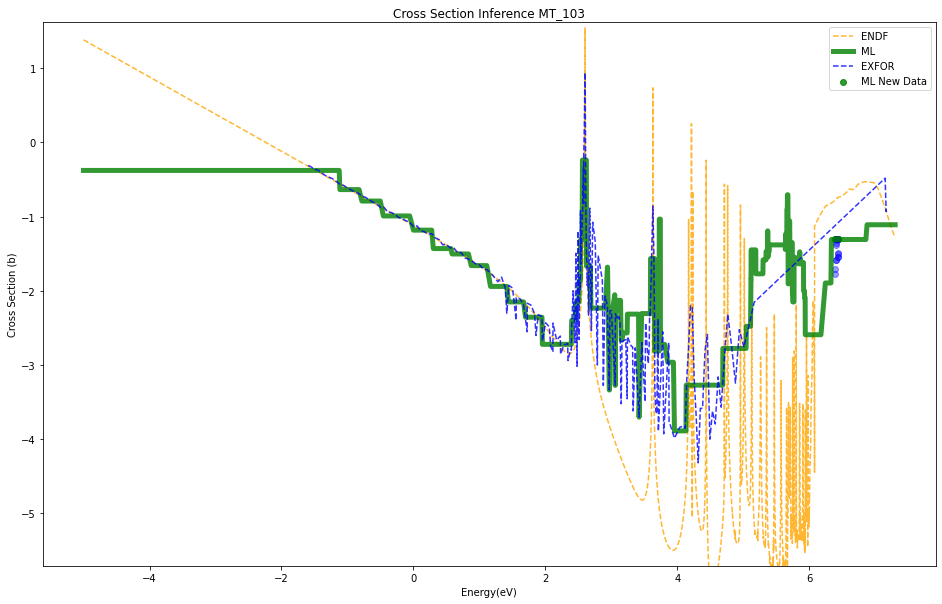 Cross Section Inference MT_103
ENDF
ML
EXFOR
ML New Data
Cross Section (b)
1
0
−1
−2
−3
−4
−5
−4
−2
0
2
4
6
Energy(eV)